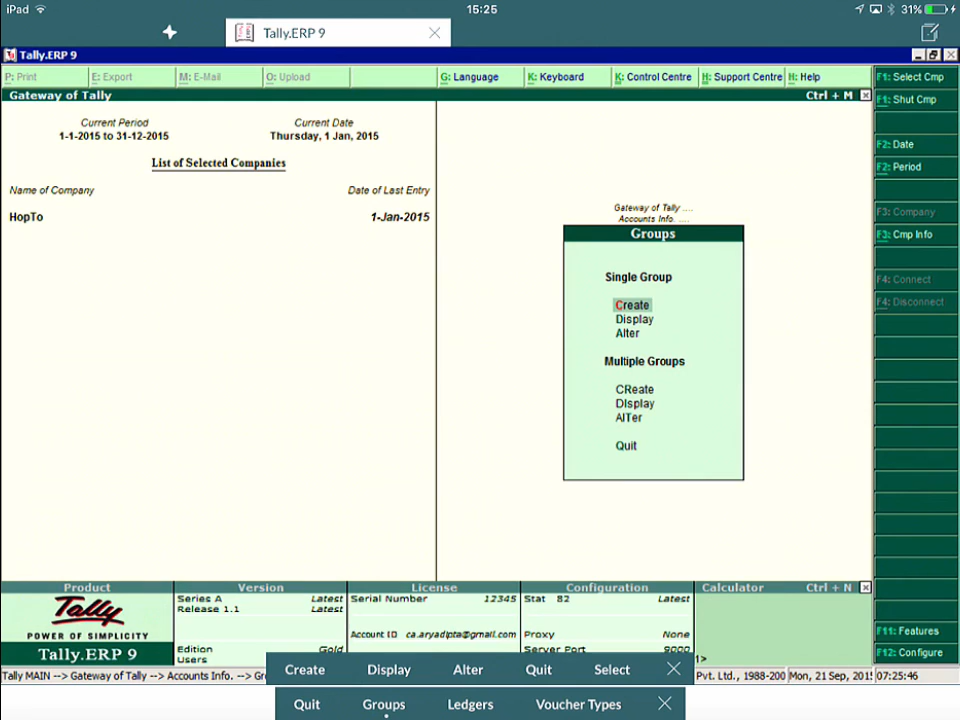 iPad 15:25 31%
Tally.ERP 9
Tally.ERP 9
P: Print E: Export M: E-Mail O: Upload G: Language K: Keyboard K: Control Centre H: Support Centre H: Help
F1: Select Cmp
Gateway of Tally Ctrl + M
F1: Shut Cmp
Current Period Current Date
1-1-2015 to 31-12-2015 Thursday, 1 Jan, 2015
F2: Date
List of Selected Companies
F2: Period
Name of Company Date of Last Entry
HopTo 1-Jan-2015
Gateway of Tally ....
Accounts Info. ....
F3: Company
Groups
F3: Cmp Info
Single Group
F4: Connect
Create
F4: Disconnect
Display
Alter
Multiple Groups
CReate
DIsplay
AlTer
Quit
Product Version License Configuration Calculator Ctrl + N
Tally
POWER OF SIMPLICITY
Tally.ERP 9
Series A Latest
Release 1.1 Latest
Edition Gold
Users
Serial Number 12345
Account ID ca.aryadipta@gmail.com
Stat 82 Latest
Proxy None
Server Port 9000
1>
F11: Features
F12: Configure
Tally MAIN --> Gateway of Tally --> Accounts Info. --> Pvt. Ltd., 1988-200 Mon, 21 Sep, 07:25:46
Create Display Alter Quit Select
Quit Groups Ledgers Voucher Types